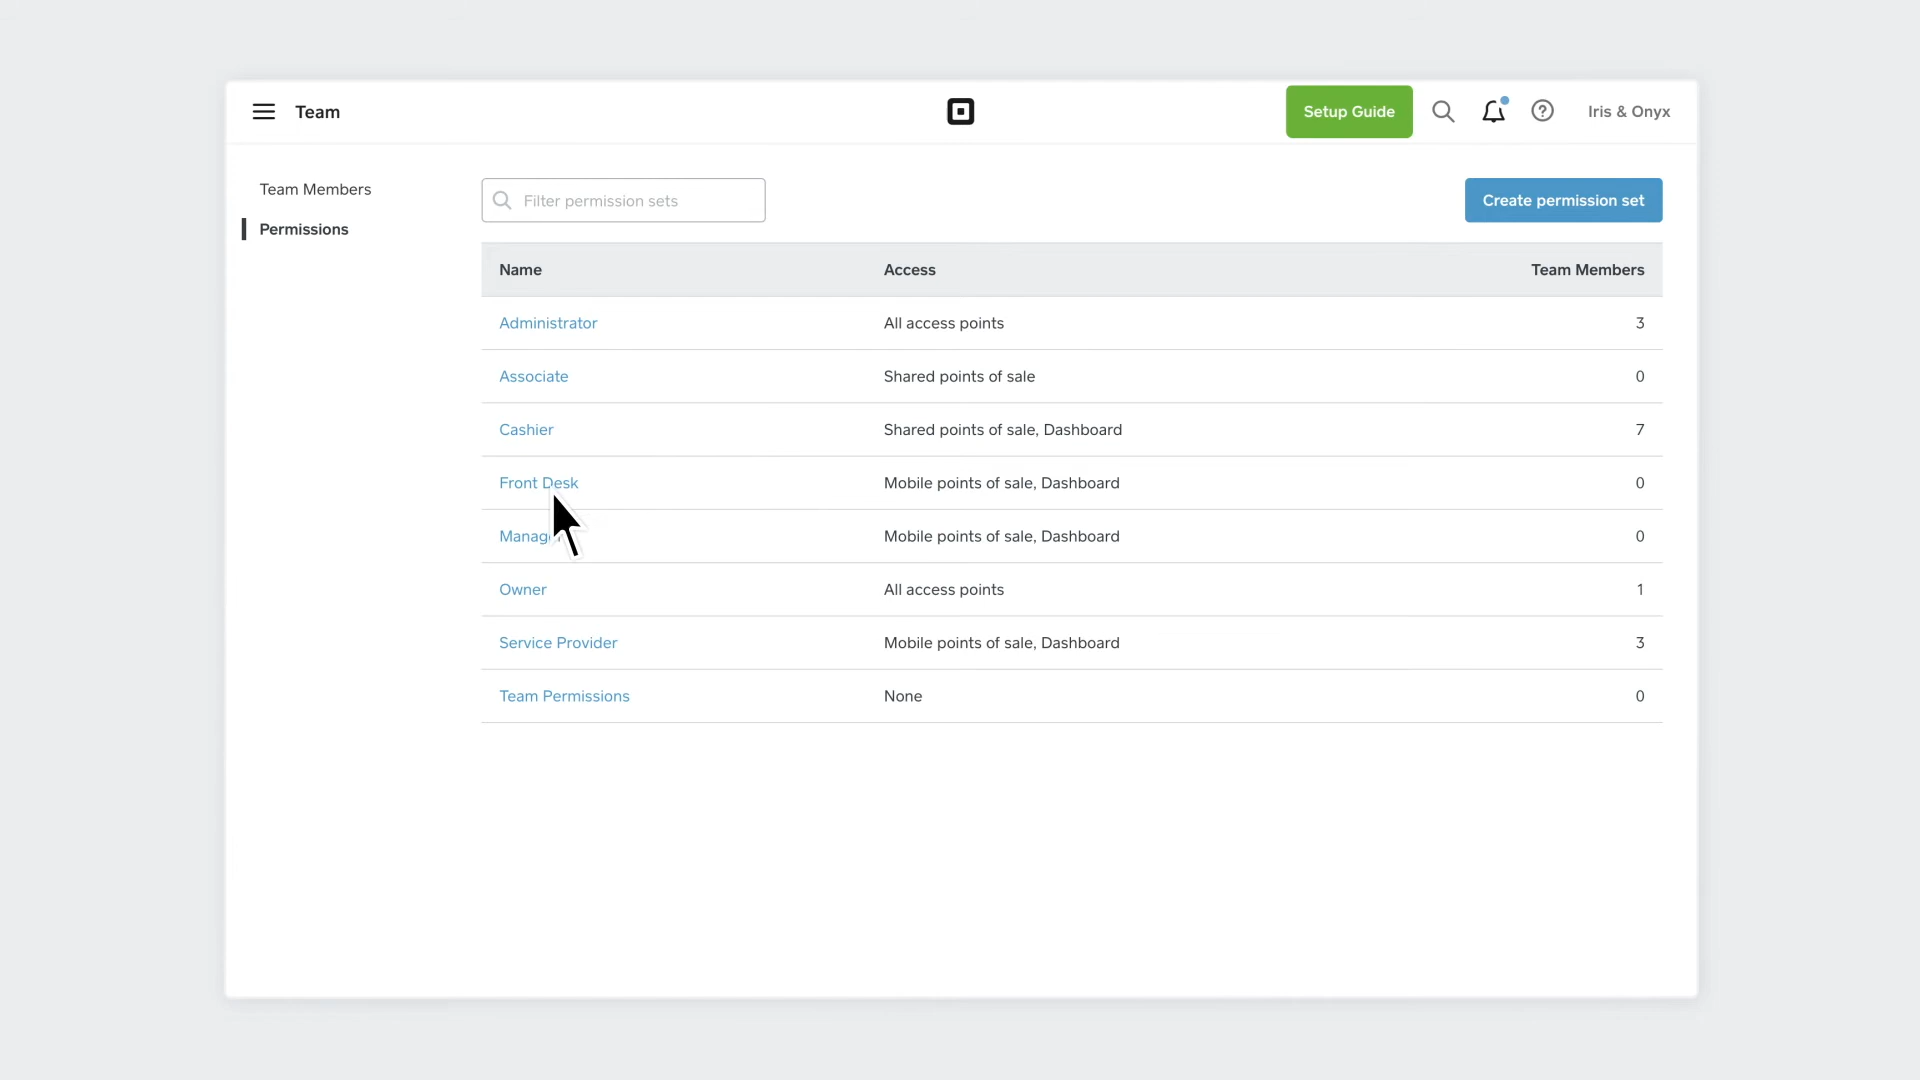 Team
Setup Guide
Iris & Onyx
Team Members
Permissions
Filter permission sets
Create permission set
Name Access Team Members
Administrator All access points 3
Associate Shared points of sale 0
Cashier Shared points of sale, Dashboard 7
Front Desk Mobile points of sale, Dashboard 0
Manager Mobile points of sale, Dashboard 0
Owner All access points 1
Service Provider Mobile points of sale, Dashboard 3
Team Permissions None 0